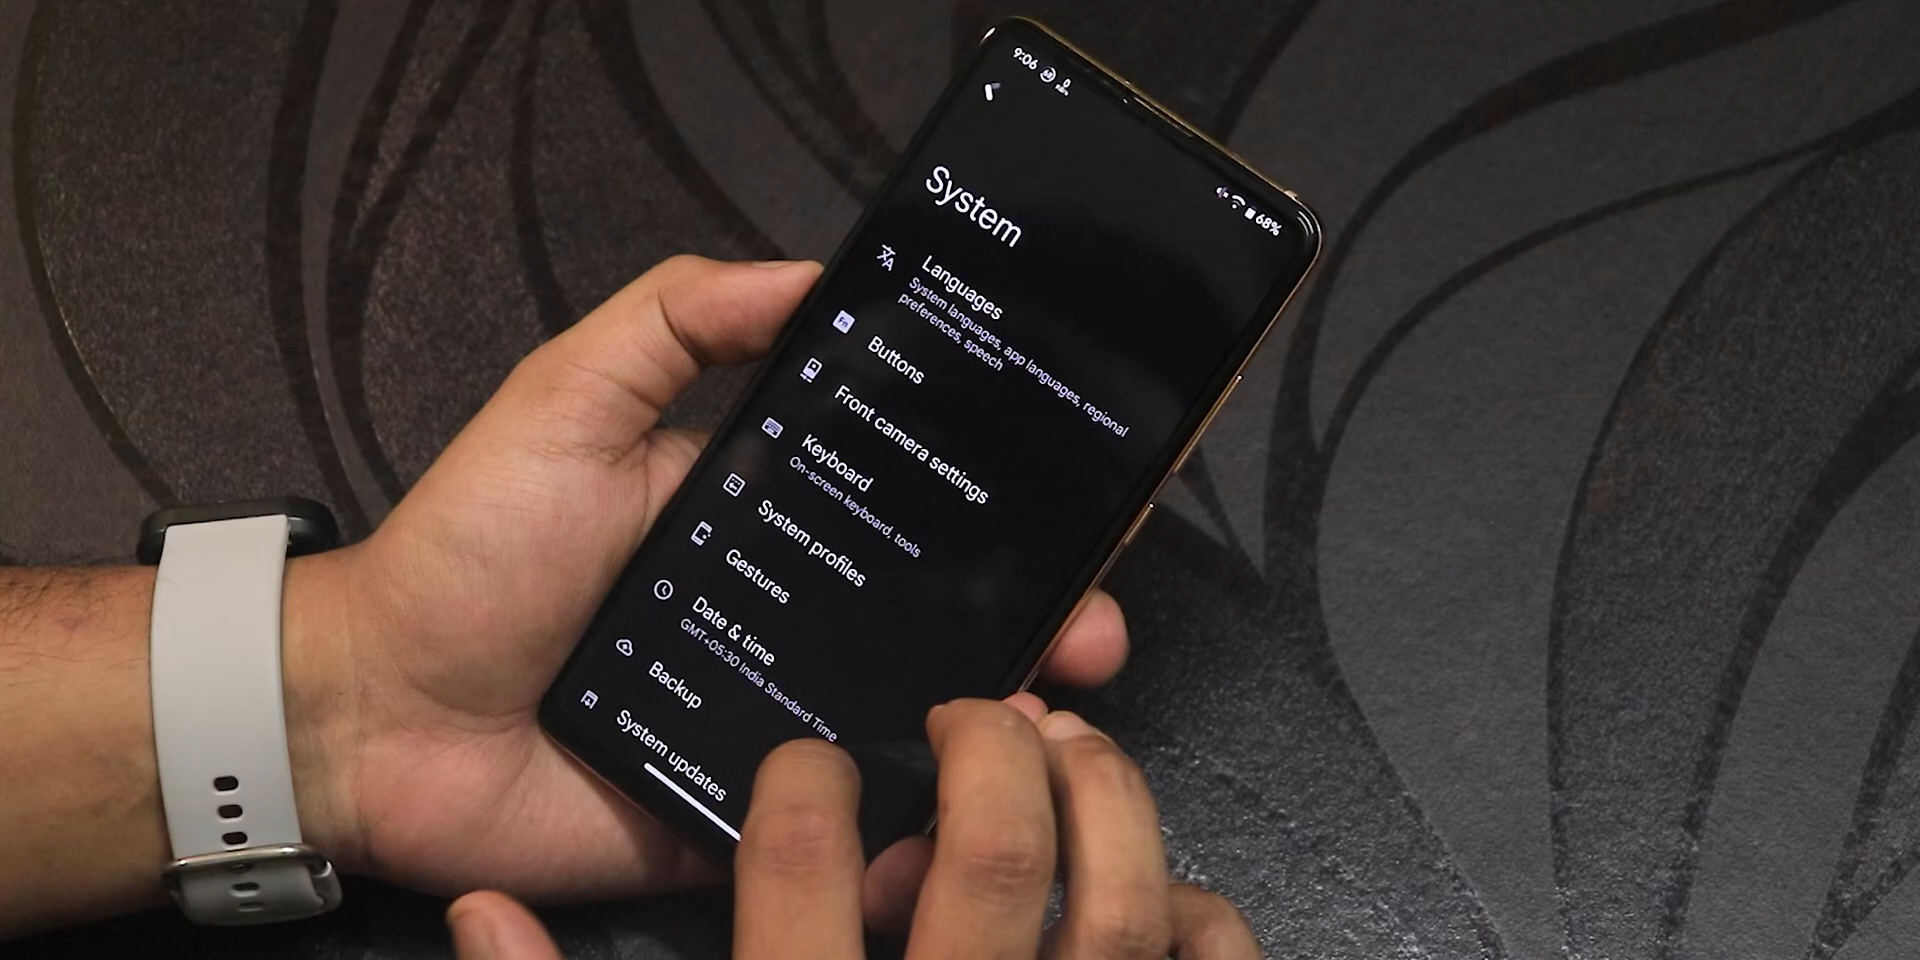 9:06
68%
System
Languages
System languages, app languages, regional
preferences, speech
Fn
Buttons
Front camera settings
Keyboard
On-screen keyboard, tools
System profiles
Gestures
Date & time
GMT+05:30 India Standard Time
Backup
System updates